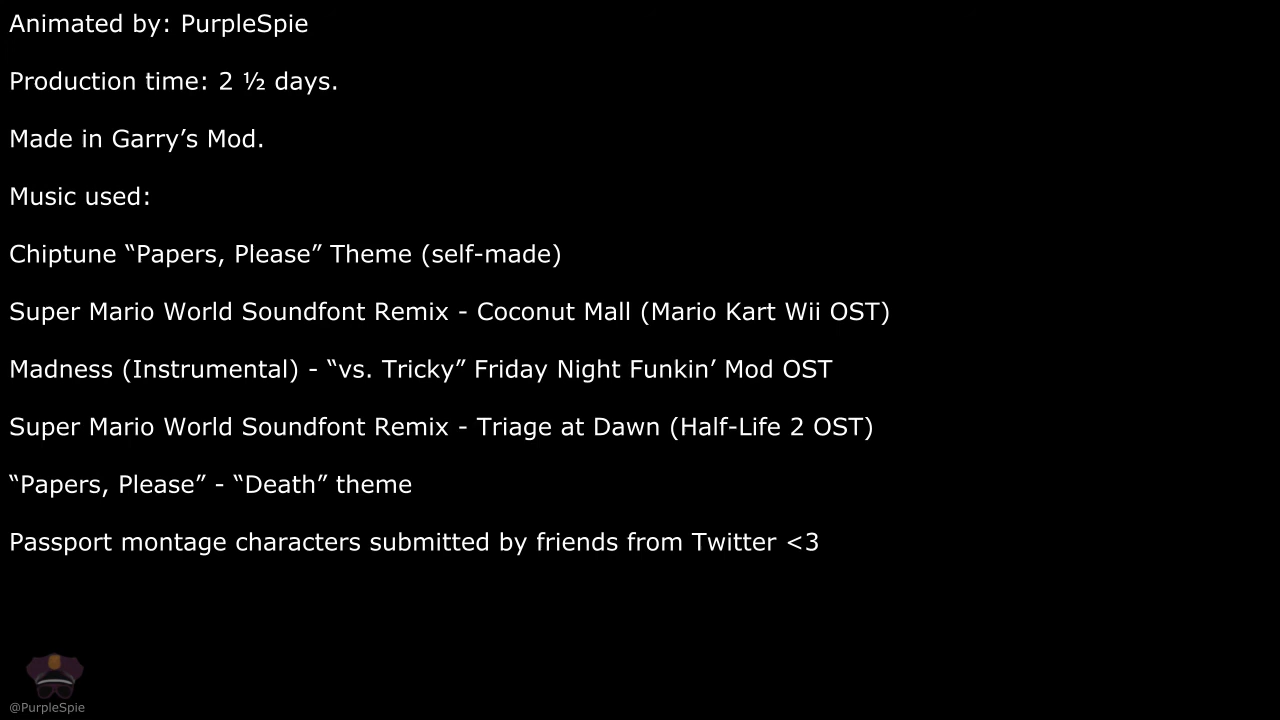 Animated by: PurpleSpie
Production time: 2 ½ days.
Made in Garry’s Mod.
Music used:
Chiptune “Papers, Please” Theme (self-made)
Super Mario World Soundfont Remix - Coconut Mall (Mario Kart Wii OST)
Madness (Instrumental) - “vs. Tricky” Friday Night Funkin’ Mod OST
Super Mario World Soundfont Remix - Triage at Dawn (Half-Life 2 OST)
“Papers, Please” - “Death” theme
Passport montage characters submitted by friends from Twitter <3
@PurpleSpie